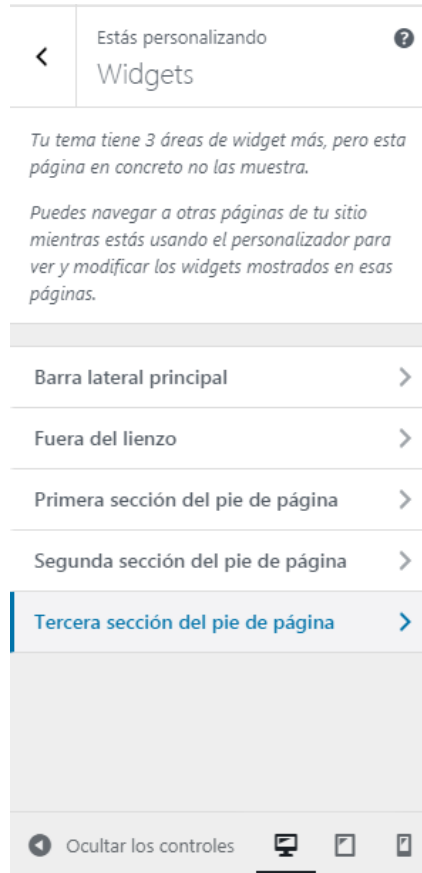 Estás personalizando
Widgets
Tu tema tiene 3 áreas de widget más, pero esta
página en concreto no las muestra.
Puedes navegar a otras páginas de tu sitio
mientras estás usando el personalizador para
ver y modificar los widgets mostrados en esas
páginas.
Barra lateral principal
Fuera del lienzo
Primera sección del pie de página
Segunda sección del pie de página
Tercera sección del pie de página
Ocultar los controles